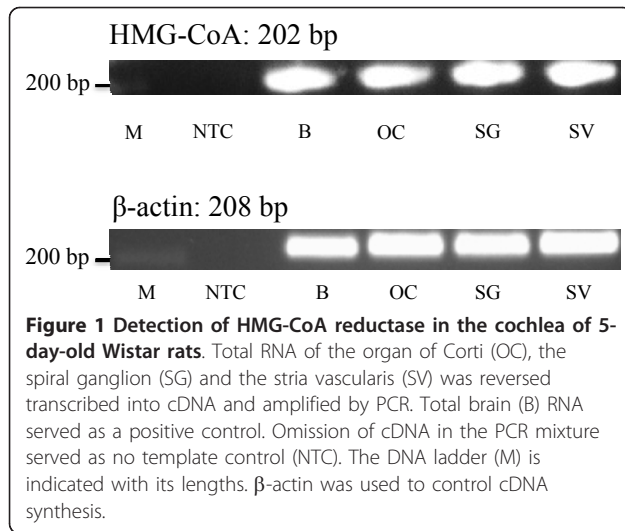 HMG-CoA: 202 bp
200 bp
M NTC B OC SG SV
β-actin: 208 bp
200 bp
M NTC B OC SG SV
Figure 1 Detection of HMG-CoA reductase in the cochlea of 5-
day-old Wistar rats. Total RNA of the organ of Corti (OC), the
spiral ganglion (SG) and the stria vascularis (SV) was reversed
transcribed into cDNA and amplified by PCR. Total brain (B) RNA
served as a positive control. Omission of cDNA in the PCR mixture
served as no template control (NTC). The DNA ladder (M) is
indicated with its lengths. β-actin was used to control cDNA
synthesis.